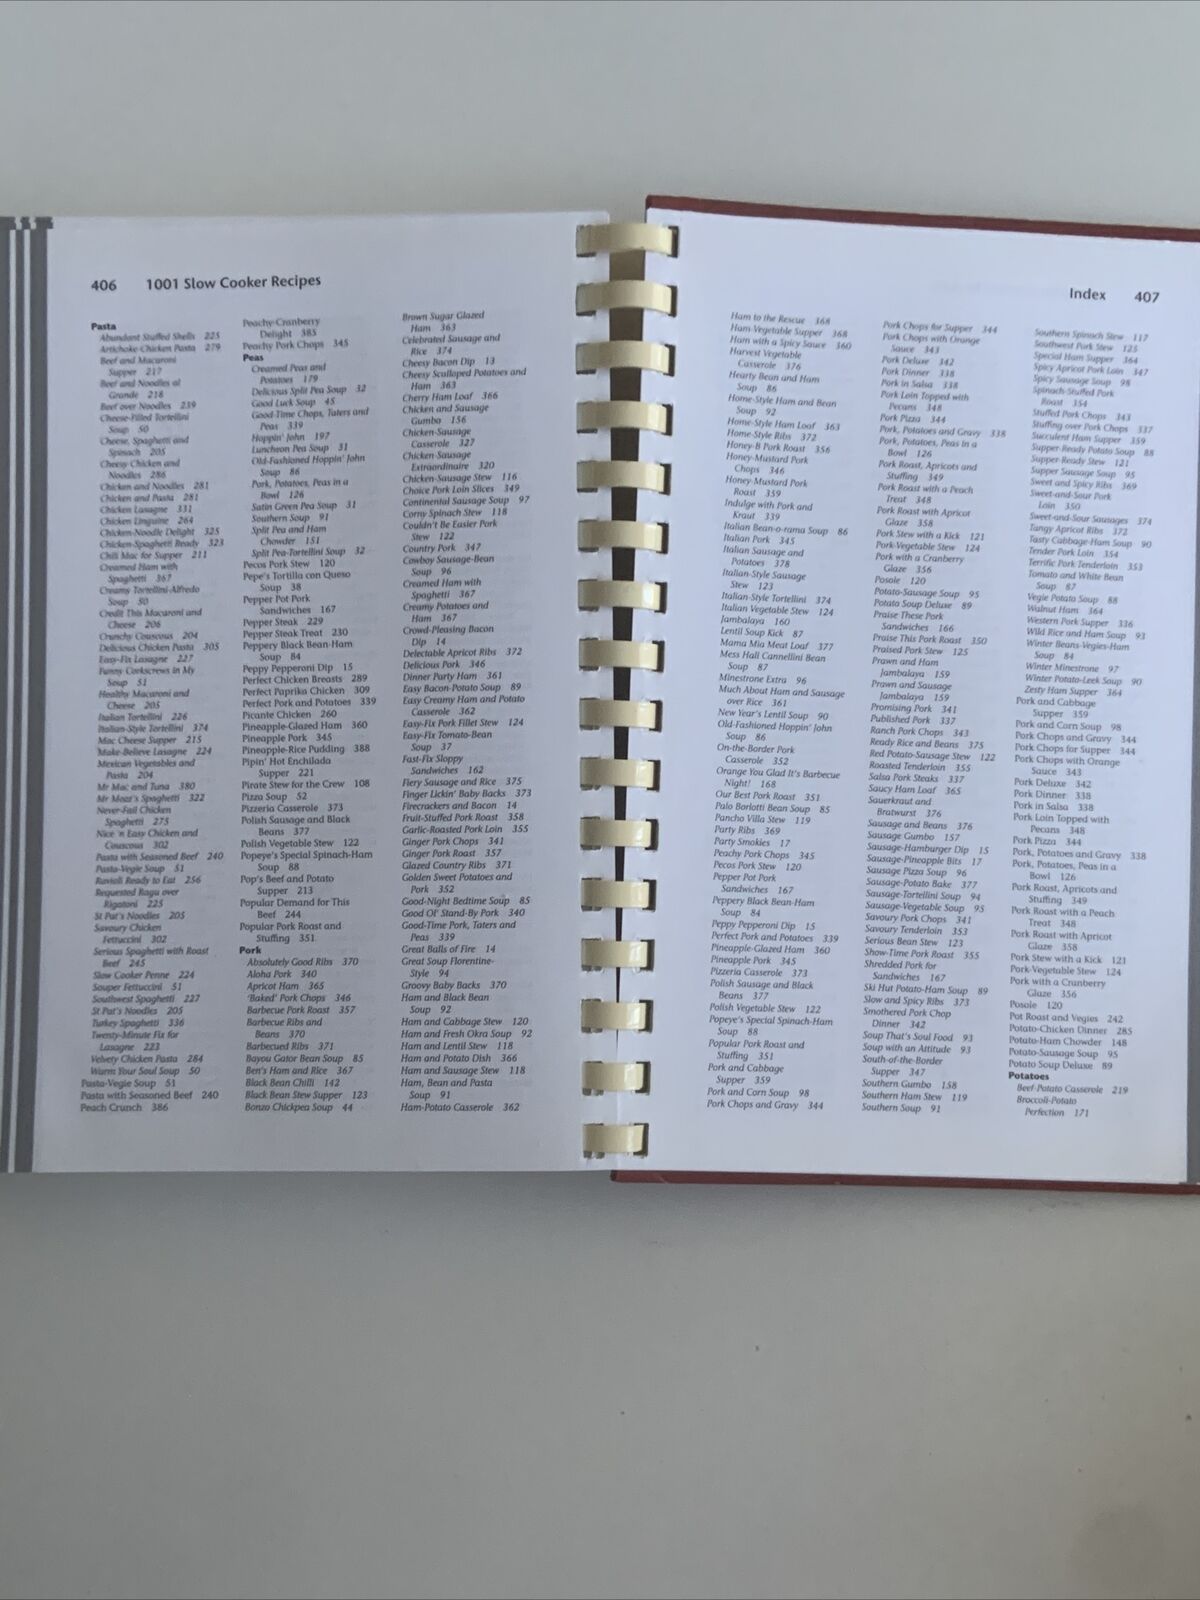 406 1001 Slow Cooker Recipes
Pasta
Abundant Stuffed Shells 225
Artichoke Chicken Pasta 279
Beef and Macaroni
Supper 217
Beef and Noodles al
Grande 218
Beef over Noodles 239
Cheese-Filled Tortellini
Soup 50
Cheese, Spaghetti and
Spinach 205
Cheesy Chicken and
Noodles 286
Chicken and Noodles 281
Chicken and Pasta 281
Chicken Lasagne 331
Chicken Linguine 264
Chicken-Noodle Delight 325
Chicken-Spaghetti Ready 323
Chili Mac for Supper 211
Creamed Ham with
Spaghetti 367
Creamy Tortellini-Alfredo
Soup 50
Credit This Macaroni and
Cheese 206
Crunchy Couscous 204
Delicious Chicken Pasta 305
Easy-Fix Lasagne 227
Funny Corkscrews in My
Soup 51
Healthy Macaroni and
Cheese 205
Italian Tortellini 226
Italian-Style Tortellini 374
Mac Cheese Supper 215
Make-Believe Lasagne 224
Mexican Vegetables and
Pasta 204
Mr Mac and Tuna 380
Mr Meat's Spaghetti 322
Never-Fail Chicken
Spaghetti 275
Nice 'n Easy Chicken and
Couscous 302
Pasta with Seasoned Beef 240
Pasta-Vegie Soup 51
Ravioli Ready to Eat 256
Requested Ragu over
Rigatoni 225
St Pat's Noodles 205
Savoury Chicken
Fettuccini 302
Serious Spaghetti with Roast
Beef 245
Slow Cooker Penne 224
Souper Fettuccini 51
Southwest Spaghetti 227
St Pat's Noodles 205
Turkey Spaghetti 336
Twenty-Minute Fix for
Lasagne 223
Velvety Chicken Pasta 284
Warm Your Soul Soup 50
Pasta-Vegie Soup 51
Pasta with Seasoned Beef 240
Peach Crunch 386
Peachy-Cranberry
Delight 385
Peachy Pork Chops 345
Peas
Creamed Peas and
Potatoes 179
Delicious Split Pea Soup 32
Good Luck Soup 45
Good-Time Chops, Taters and
Peas 339
Hoppin' John 197
Luncheon Pea Soup 31
Old-Fashioned Hoppin' John
Soup 86
Pork, Potatoes, Peas in a
Bowl 126
Satin Green Pea Soup 31
Southern Soup 91
Split Pea and Ham
Chowder 151
Split Pea-Tortellini Soup 32
Pecos Pork Stew 120
Pepe's Tortilla con Queso
Soup 38
Pepper Pot Pork
Sandwiches 167
Pepper Steak 229
Pepper Steak Treat 230
Peppery Black Bean-Ham
Soup 84
Peppy Pepperoni Dip 15
Perfect Chicken Breasts 289
Perfect Paprika Chicken 309
Perfect Pork and Potatoes 339
Picante Chicken 260
Pineapple-Glazed Ham 360
Pineapple Pork 345
Pineapple-Rice Pudding 388
Pipin' Hot Enchilada
Supper 221
Pirate Stew for the Crew 108
Pizza Soup 52
Pizzeria Casserole 373
Polish Sausage and Black
Beans 377
Polish Vegetable Stew 122
Popeye's Special Spinach-Ham
Soup 88
Pop's Beef and Potato
Supper 213
Popular Demand for This
Beef 244
Popular Pork Roast and
Stuffing 351
Pork
Absolutely Good Ribs 370
Aloha Pork 340
Apricot Ham 365
'Baked' Pork Chops 346
Barbecue Pork Roast 357
Barbecue Ribs and
Beans 370
Barbecued Ribs 371
Bayou Gator Bean Soup 85
Ben's Ham and Rice 367
Black Bean Chilli 142
Black Bean Stew Supper 123
Bonzo Chickpea Soup 44
Brown Sugar Glazed
Ham 363
Celebrated Sausage and
Rice 374
Cheesy Bacon Dip 13
Cheesy Scalloped Potatoes and
Ham 363
Cherry Ham Loaf 366
Chicken and Sausage
Gumbo 156
Chicken-Sausage
Casserole 327
Chicken-Sausage
Extraordinaire 320
Chicken-Sausage Stew 116
Choice Pork Loin Slices 349
Continental Sausage Soup 97
Corny Spinach Stew 118
Couldn't Be Easier Pork
Stew 122
Country Pork 347
Cowboy Sausage-Bean
Soup 96
Creamed Ham with
Spaghetti 367
Creamy Potatoes and
Ham 367
Crowd-Pleasing Bacon
Dip 14
Delectable Apricot Ribs 372
Delicious Pork 346
Dinner Party Ham 361
Easy Bacon-Potato Soup 89
Easy Creamy Ham and Potato
Casserole 362
Easy-Fix Pork Fillet Stew 124
Easy-Fix Tomato-Bean
Soup 37
Fast-Fix Sloppy
Sandwiches 162
Fiery Sausage and Rice 375
Finger Lickin' Baby Backs 373
Firecrackers and Bacon 14
Fruit-Stuffed Pork Roast 358
Garlic-Roasted Pork Loin 355
Ginger Pork Chops 341
Ginger Pork Roast 357
Glazed Country Ribs 371
Golden Sweet Potatoes and
Pork 352
Good-Night Bedtime Soup 85
Good Ol' Stand-By Pork 340
Good-Time Pork, Taters and
Peas 339
Great Balls of Fire 14
Great Soup Florentine-
Style 94
Groovy Baby Backs 370
Ham and Black Bean
Soup 92
Ham and Cabbage Stew 120
Ham and Fresh Okra Soup 92
Ham and Lentil Stew 118
Ham and Potato Dish 366
Ham and Sausage Stew 118
Ham, Bean and Pasta
Soup 91
Ham-Potato Casserole 362
Index 407
Ham to the Rescue 368
Ham-Vegetable Supper 368
Ham with a Spicy Sauce 360
Harvest Vegetable
Casserole 376
Hearty Bean and Ham
Soup 86
Home-Style Ham and Bean
Soup 92
Home-Style Ham Loaf 363
Home-Style Ribs 372
Honey-B Pork Roast 356
Honey-Mustard Pork
Chops 346
Honey-Mustard Pork
Roast 359
Indulge with Pork and
Kraut 339
Italian Bean-o-rama Soup 86
Italian Pork 345
Italian Sausage and
Potatoes 378
Italian-Style Sausage
Stew 123
Italian-Style Tortellini 374
Italian Vegetable Stew 124
Jambalaya 160
Lentil Soup Kick 87
Mama Mia Meat Loaf 377
Mess Hall Cannellini Bean
Soup 87
Minestrone Extra 96
Much About Ham and Sausage
over Rice 361
New Year's Lentil Soup 90
Old-Fashioned Hoppin' John
Soup 86
On-the-Border Pork
Casserole 352
Orange You Glad It's Barbecue
Night! 168
Our Best Pork Roast 351
Palo Borlotti Bean Soup 85
Pancho Villa Stew 119
Party Ribs 369
Party Smokies 17
Peachy Pork Chops 345
Pecos Pork Stew 120
Pepper Pot Pork
Sandwiches 167
Peppery Black Bean-Ham
Soup 84
Peppy Pepperoni Dip 15
Perfect Pork and Potatoes 339
Pineapple-Glazed Ham 360
Pineapple Pork 345
Pizzeria Casserole 373
Polish Sausage and Black
Beans 377
Polish Vegetable Stew 122
Popeye's Special Spinach-Ham
Soup 88
Popular Pork Roast and
Stuffing 351
Pork and Cabbage
Supper 359
Pork and Corn Soup 98
Pork Chops and Gravy 344
Pork Chops for Supper 344
Pork Chops with Orange
Sauce 343
Pork Deluxe 342
Pork Dinner 338
Pork in Salsa 338
Pork Loin Topped with
Pecans 348
Pork Pizza 344
Pork, Potatoes and Gravy 338
Pork, Potatoes, Peas in a
Bowl 126
Pork Roast, Apricots and
Stuffing 349
Pork Roast with a Peach
Treat 348
Pork Roast with Apricot
Glaze 358
Pork Stew with a Kick 121
Pork-Vegetable Stew 124
Pork with a Cranberry
Glaze 356
Posole 120
Potato-Sausage Soup 95
Potato Soup Deluxe 89
Praise These Pork
Sandwiches 166
Praise This Pork Roast 350
Praised Pork Stew 125
Prawn and Ham
Jambalaya 159
Prawn and Sausage
Jambalaya 159
Promising Pork 341
Published Pork 337
Ranch Pork Chops 343
Ready Rice and Beans 375
Red Potato-Sausage Stew 122
Roasted Tenderloin 355
Salsa Pork Steaks 337
Saucy Ham Loaf 365
Sauerkraut and
Bratwurst 376
Sausage and Beans 376
Sausage Gumbo 157
Sausage-Hamburger Dip 15
Sausage-Pineapple Bits 17
Sausage Pizza Soup 96
Sausage-Potato Bake 377
Sausage-Tortellini Soup 94
Sausage-Vegetable Soup 95
Savoury Pork Chops 341
Savoury Tenderloin 353
Serious Bean Stew 123
Show-Time Pork Roast 355
Shredded Pork for
Sandwiches 167
Ski Hut Potato-Ham Soup 89
Slow and Spicy Ribs 373
Smothered Pork Chop
Dinner 342
Soup That's Soul Food 93
Soup with an Attitude 93
South-of-the-Border
Supper 347
Southern Gumbo 158
Southern Ham Stew 119
Southern Soup 91
Southern Spinach Stew 117
Southwest Pork Stew 125
Special Ham Supper 364
Spicy Apricot Pork Loin 347
Spicy Sausage Soup 98
Spinach-Stuffed Pork
Roast 354
Stuffed Pork Chops 343
Stuffing over Pork Chops 337
Succulent Ham Supper 359
Supper-Ready Potato Soup 88
Supper-Ready Stew 121
Supper Sausage Soup 95
Sweet and Spicy Ribs 369
Sweet-and-Sour Pork
Loin 350
Sweet-and-Sour Sausages 374
Tangy Apricot Ribs 372
Tasty Cabbage-Ham Soup 90
Tender Pork Loin 354
Terrific Pork Tenderloin 353
Tomato and White Bean
Soup 87
Vegie Potato Soup 88
Walnut Ham 364
Western Pork Supper 336
Wild Rice and Ham Soup 93
Winter Beans-Vegies-Ham
Soup 84
Winter Minestrone 97
Winter Potato-Leek Soup 90
Zesty Ham Supper 364
Pork and Cabbage
Supper 359
Pork and Corn Soup 98
Pork Chops and Gravy 344
Pork Chops for Supper 344
Pork Chops with Orange
Sauce 343
Pork Deluxe 342
Pork Dinner 338
Pork in Salsa 338
Pork Loin Topped with
Pecans 348
Pork Pizza 344
Pork, Potatoes and Gravy 338
Pork, Potatoes, Peas in a
Bowl 126
Pork Roast, Apricots and
Stuffing 349
Pork Roast with a Peach
Treat 348
Pork Roast with Apricot
Glaze 358
Pork Stew with a Kick 121
Pork-Vegetable Stew 124
Pork with a Cranberry
Glaze 356
Posole 120
Pot Roast and Vegies 242
Potato-Chicken Dinner 285
Potato-Ham Chowder 148
Potato-Sausage Soup 95
Potato Soup Deluxe 89
Potatoes
Beef-Potato Casserole 219
Broccoli-Potato
Perfection 171